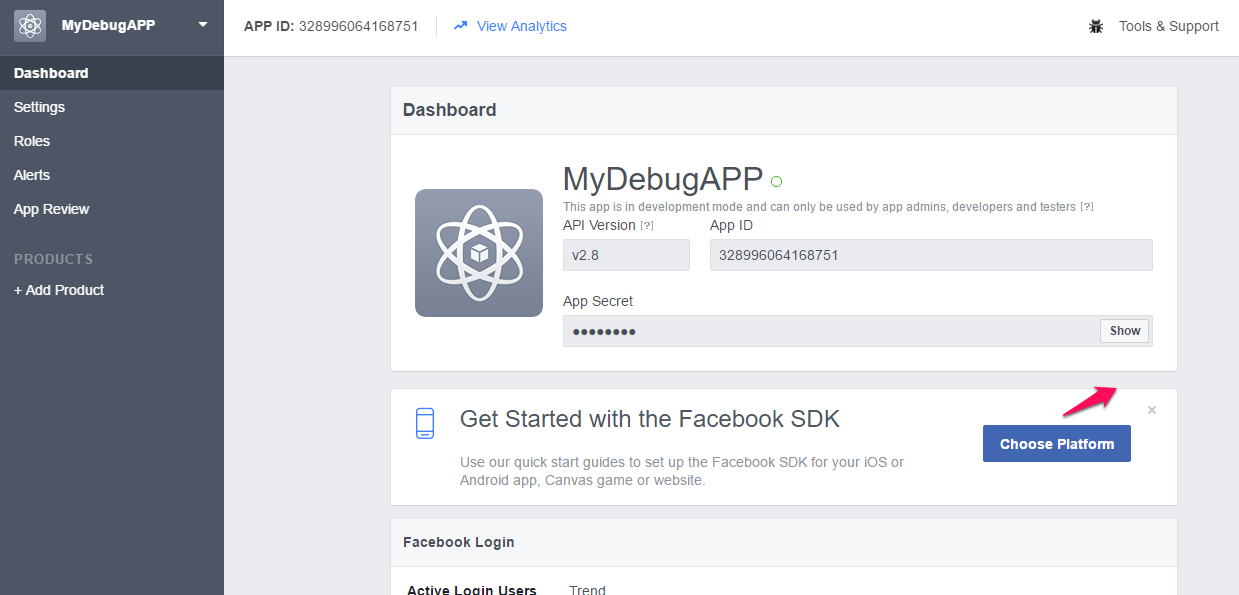 MyDebugAPP
APP ID: 328996064168751
View Analytics
Tools & Support
Dashboard
Settings
Roles
Alerts
App Review
PRODUCTS
+ Add Product
Dashboard
MyDebugAPP
This app is in development mode and can only be used by app admins, developers and testers [?]
API Version [?]
App ID
v2.8
328996064168751
App Secret
●●●●●●●●
Show
Get Started with the Facebook SDK
Use our quick start guides to set up the Facebook SDK for your iOS or
Android app, Canvas game or website.
Choose Platform
×
Facebook Login
Active Login Users
Trend